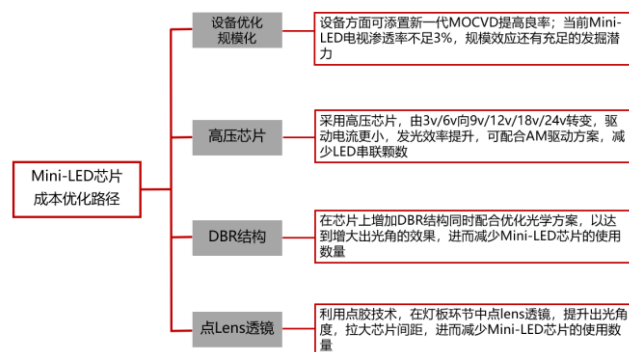 Mini-LED芯片
成本优化路径
设备优化
规模化
设备方面可添置新一代MOCVD提高良率；当前Mini-
LED电视渗透率不足3%，规模效应还有充足的发掘潜
力
高压芯片
采用高压芯片，由3v/6v向9v/12v/18v/24v转变，驱
动电流更小，发光效率提升，可配合AM驱动方案，减
少LED串联颗数
DBR结构
在芯片上增加DBR结构同时配合优化光学方案，以达
到增大出光角的效果，进而减少Mini-LED芯片的使用
数量
点Lens透镜
利用点胶技术，在灯板环节中点lens透镜，提升出光角
度，拉大芯片间距，进而减少Mini-LED芯片的使用数
量